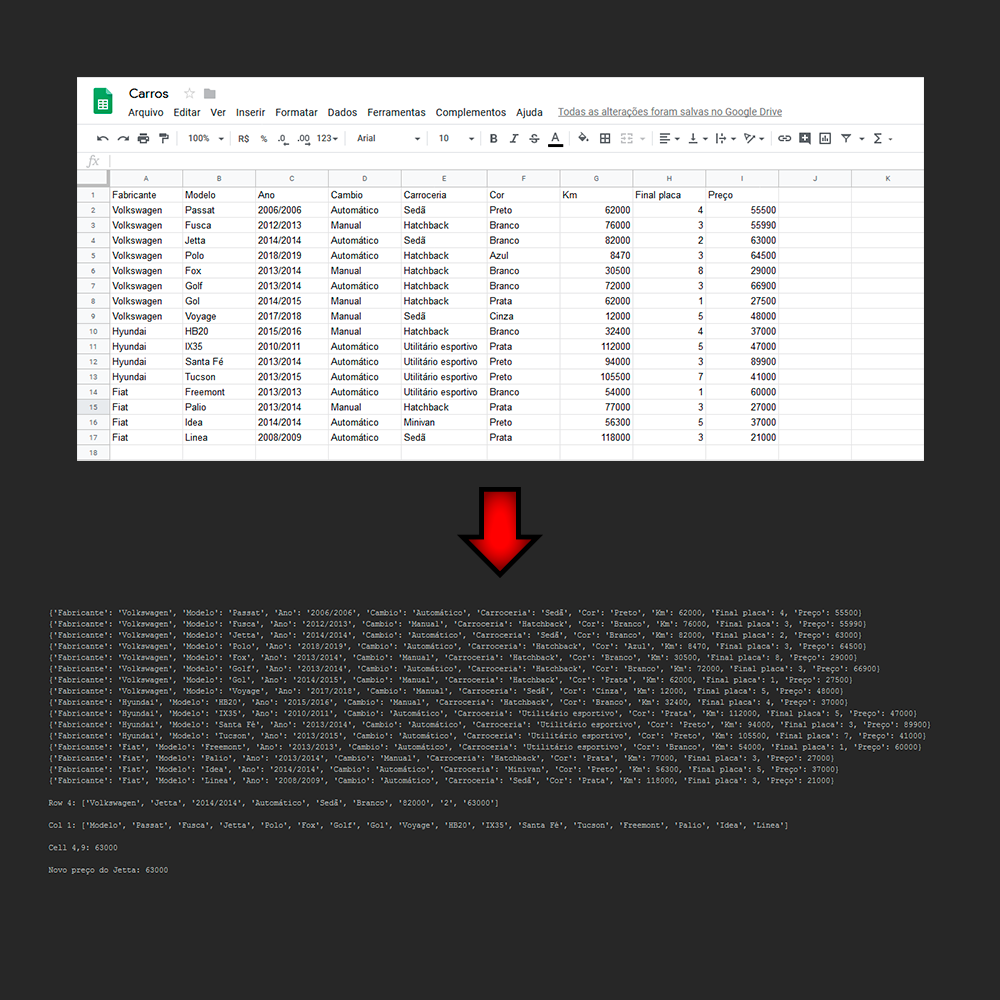 Carros
Arquivo Editar Ver Inserir Formatar Dados Ferramentas Complementos Ajuda Todas as alterações foram salvas no Google Drive
100% R$ % .0 .00 123 Arial 10 B I S A Σ
fx
A B C D E F G H I J K
1 Fabricante Modelo Ano Cambio Carroceria Cor Km Final placa Preço
2 Volkswagen Passat 2006/2006 Automático Sedã Preto 62000 4 55500
3 Volkswagen Fusca 2012/2013 Manual Hatchback Branco 76000 3 55990
4 Volkswagen Jetta 2014/2014 Automático Sedã Branco 82000 2 63000
5 Volkswagen Polo 2018/2019 Automático Hatchback Azul 8470 3 64500
6 Volkswagen Fox 2013/2014 Manual Hatchback Branco 30500 8 29000
7 Volkswagen Golf 2013/2014 Automático Hatchback Branco 72000 3 66900
8 Volkswagen Gol 2014/2015 Manual Hatchback Prata 62000 1 27500
9 Volkswagen Voyage 2017/2018 Manual Sedã Cinza 12000 5 48000
10 Hyundai HB20 2015/2016 Manual Hatchback Branco 32400 4 37000
11 Hyundai IX35 2010/2011 Automático Utilitário esportivo Prata 112000 5 47000
12 Hyundai Santa Fé 2013/2014 Automático Utilitário esportivo Preto 94000 3 89900
13 Hyundai Tucson 2013/2015 Automático Utilitário esportivo Preto 105500 7 41000
14 Fiat Freemont 2013/2013 Automático Utilitário esportivo Branco 54000 1 60000
15 Fiat Palio 2013/2014 Manual Hatchback Prata 77000 3 27000
16 Fiat Idea 2014/2014 Automático Minivan Preto 56300 5 37000
17 Fiat Linea 2008/2009 Automático Sedã Prata 118000 3 21000
18
{'Fabricante': 'Volkswagen', 'Modelo': 'Passat', 'Ano': '2006/2006', 'Cambio': 'Automático', 'Carroceria': 'Sedã', 'Cor': 'Preto', 'Km': 62000, 'Final placa': 4, 'Preço': 55500}
{'Fabricante': 'Volkswagen', 'Modelo': 'Fusca', 'Ano': '2012/2013', 'Cambio': 'Manual', 'Carroceria': 'Hatchback', 'Cor': 'Branco', 'Km': 76000, 'Final placa': 3, 'Preço': 55990}
{'Fabricante': 'Volkswagen', 'Modelo': 'Jetta', 'Ano': '2014/2014', 'Cambio': 'Automático', 'Carroceria': 'Sedã', 'Cor': 'Branco', 'Km': 82000, 'Final placa': 2, 'Preço': 63000}
{'Fabricante': 'Volkswagen', 'Modelo': 'Polo', 'Ano': '2018/2019', 'Cambio': 'Automático', 'Carroceria': 'Hatchback', 'Cor': 'Azul', 'Km': 8470, 'Final placa': 3, 'Preço': 64500}
{'Fabricante': 'Volkswagen', 'Modelo': 'Fox', 'Ano': '2013/2014', 'Cambio': 'Manual', 'Carroceria': 'Hatchback', 'Cor': 'Branco', 'Km': 30500, 'Final placa': 8, 'Preço': 29000}
{'Fabricante': 'Volkswagen', 'Modelo': 'Golf', 'Ano': '2013/2014', 'Cambio': 'Automático', 'Carroceria': 'Hatchback', 'Cor': 'Branco', 'Km': 72000, 'Final placa': 3, 'Preço': 66900}
{'Fabricante': 'Volkswagen', 'Modelo': 'Gol', 'Ano': '2014/2015', 'Cambio': 'Manual', 'Carroceria': 'Hatchback', 'Cor': 'Prata', 'Km': 62000, 'Final placa': 1, 'Preço': 27500}
{'Fabricante': 'Volkswagen', 'Modelo': 'Voyage', 'Ano': '2017/2018', 'Cambio': 'Manual', 'Carroceria': 'Sedã', 'Cor': 'Cinza', 'Km': 12000, 'Final placa': 5, 'Preço': 48000}
{'Fabricante': 'Hyundai', 'Modelo': 'HB20', 'Ano': '2015/2016', 'Cambio': 'Manual', 'Carroceria': 'Hatchback', 'Cor': 'Branco', 'Km': 32400, 'Final placa': 4, 'Preço': 37000}
{'Fabricante': 'Hyundai', 'Modelo': 'IX35', 'Ano': '2010/2011', 'Cambio': 'Automático', 'Carroceria': 'Utilitário esportivo', 'Cor': 'Prata', 'Km': 112000, 'Final placa': 5, 'Preço': 47000}
{'Fabricante': 'Hyundai', 'Modelo': 'Santa Fé', 'Ano': '2013/2014', 'Cambio': 'Automático', 'Carroceria': 'Utilitário esportivo', 'Cor': 'Preto', 'Km': 94000, 'Final placa': 3, 'Preço': 89900}
{'Fabricante': 'Hyundai', 'Modelo': 'Tucson', 'Ano': '2013/2015', 'Cambio': 'Automático', 'Carroceria': 'Utilitário esportivo', 'Cor': 'Preto', 'Km': 105500, 'Final placa': 7, 'Preço': 41000}
{'Fabricante': 'Fiat', 'Modelo': 'Freemont', 'Ano': '2013/2013', 'Cambio': 'Automático', 'Carroceria': 'Utilitário esportivo', 'Cor': 'Branco', 'Km': 54000, 'Final placa': 1, 'Preço': 60000}
{'Fabricante': 'Fiat', 'Modelo': 'Palio', 'Ano': '2013/2014', 'Cambio': 'Manual', 'Carroceria': 'Hatchback', 'Cor': 'Prata', 'Km': 77000, 'Final placa': 3, 'Preço': 27000}
{'Fabricante': 'Fiat', 'Modelo': 'Idea', 'Ano': '2014/2014', 'Cambio': 'Automático', 'Carroceria': 'Minivan', 'Cor': 'Preto', 'Km': 56300, 'Final placa': 5, 'Preço': 37000}
{'Fabricante': 'Fiat', 'Modelo': 'Linea', 'Ano': '2008/2009', 'Cambio': 'Automático', 'Carroceria': 'Sedã', 'Cor': 'Prata', 'Km': 118000, 'Final placa': 3, 'Preço': 21000}
Row 4: ['Volkswagen', 'Jetta', '2014/2014', 'Automático', 'Sedã', 'Branco', '82000', '2', '63000']
Col 1: ['Modelo', 'Passat', 'Fusca', 'Jetta', 'Polo', 'Fox', 'Golf', 'Gol', 'Voyage', 'HB20', 'IX35', 'Santa Fé', 'Tucson', 'Freemont', 'Palio', 'Idea', 'Linea']
Cell 4,9: 63000
Novo preço do Jetta: 63000